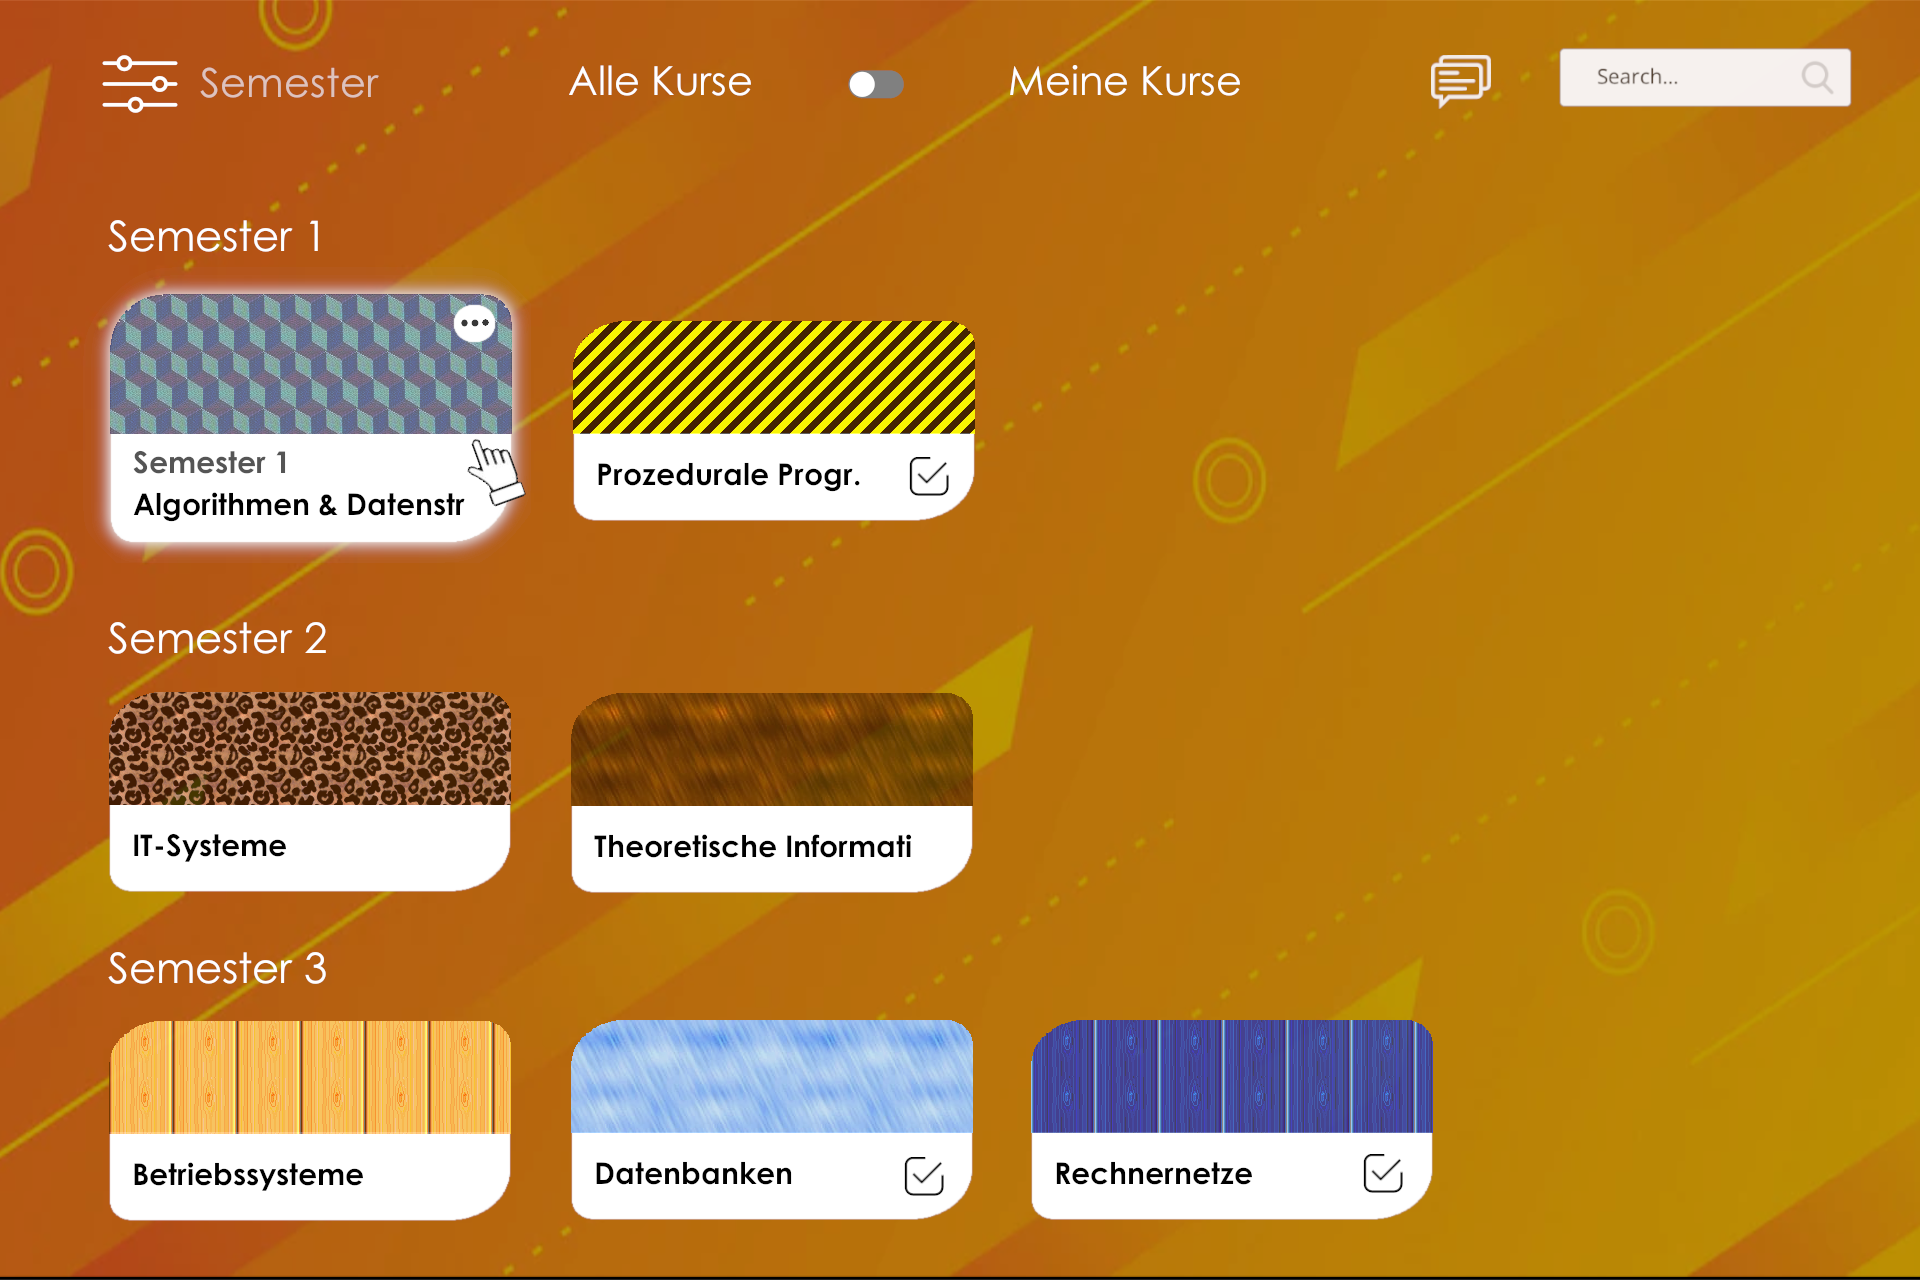 Semester
Alle Kurse
Meine Kurse
Search...
Semester 1
Semester 1
Algorithmen & Datenstr
Prozedurale Progr.
Semester 2
IT-Systeme
Theoretische Informati
Semester 3
Betriebssysteme
Datenbanken
Rechnernetze